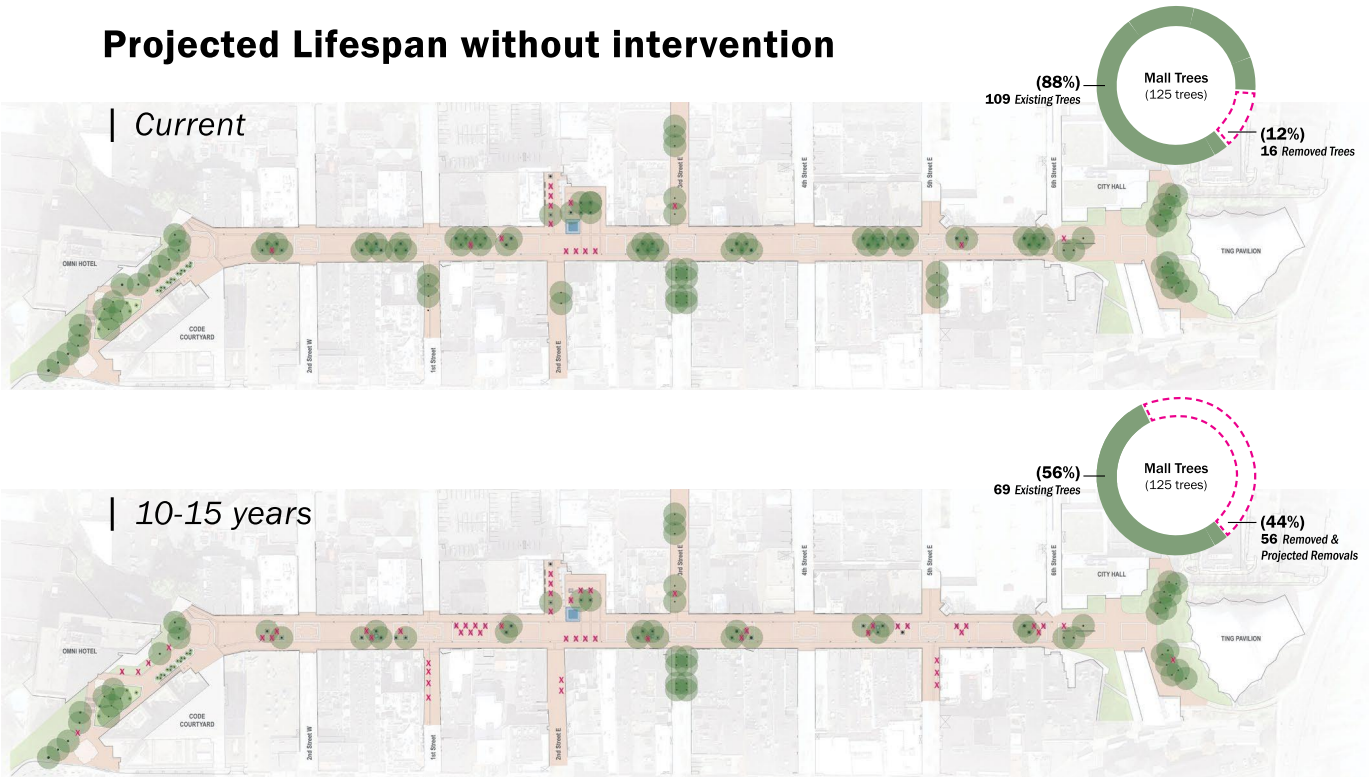 Projected Lifespan without intervention
Current
(88%)
109 Existing Trees
Mall Trees
(125 trees)
(12%)
16 Removed Trees
3rd Street E
4th Street E
5th Street E
6th Street E
CITY HALL
OMNI HOTEL
TING PAVILION
CODE
COURTYARD
2nd Street W
1st Street
2nd Street E
10-15 years
(56%)
69 Existing Trees
Mall Trees
(125 trees)
(44%)
56 Removed &
Projected Removals
3rd Street E
4th Street E
5th Street E
6th Street E
CITY HALL
OMNI HOTEL
TING PAVILION
CODE
COURTYARD
2nd Street W
1st Street
2nd Street E